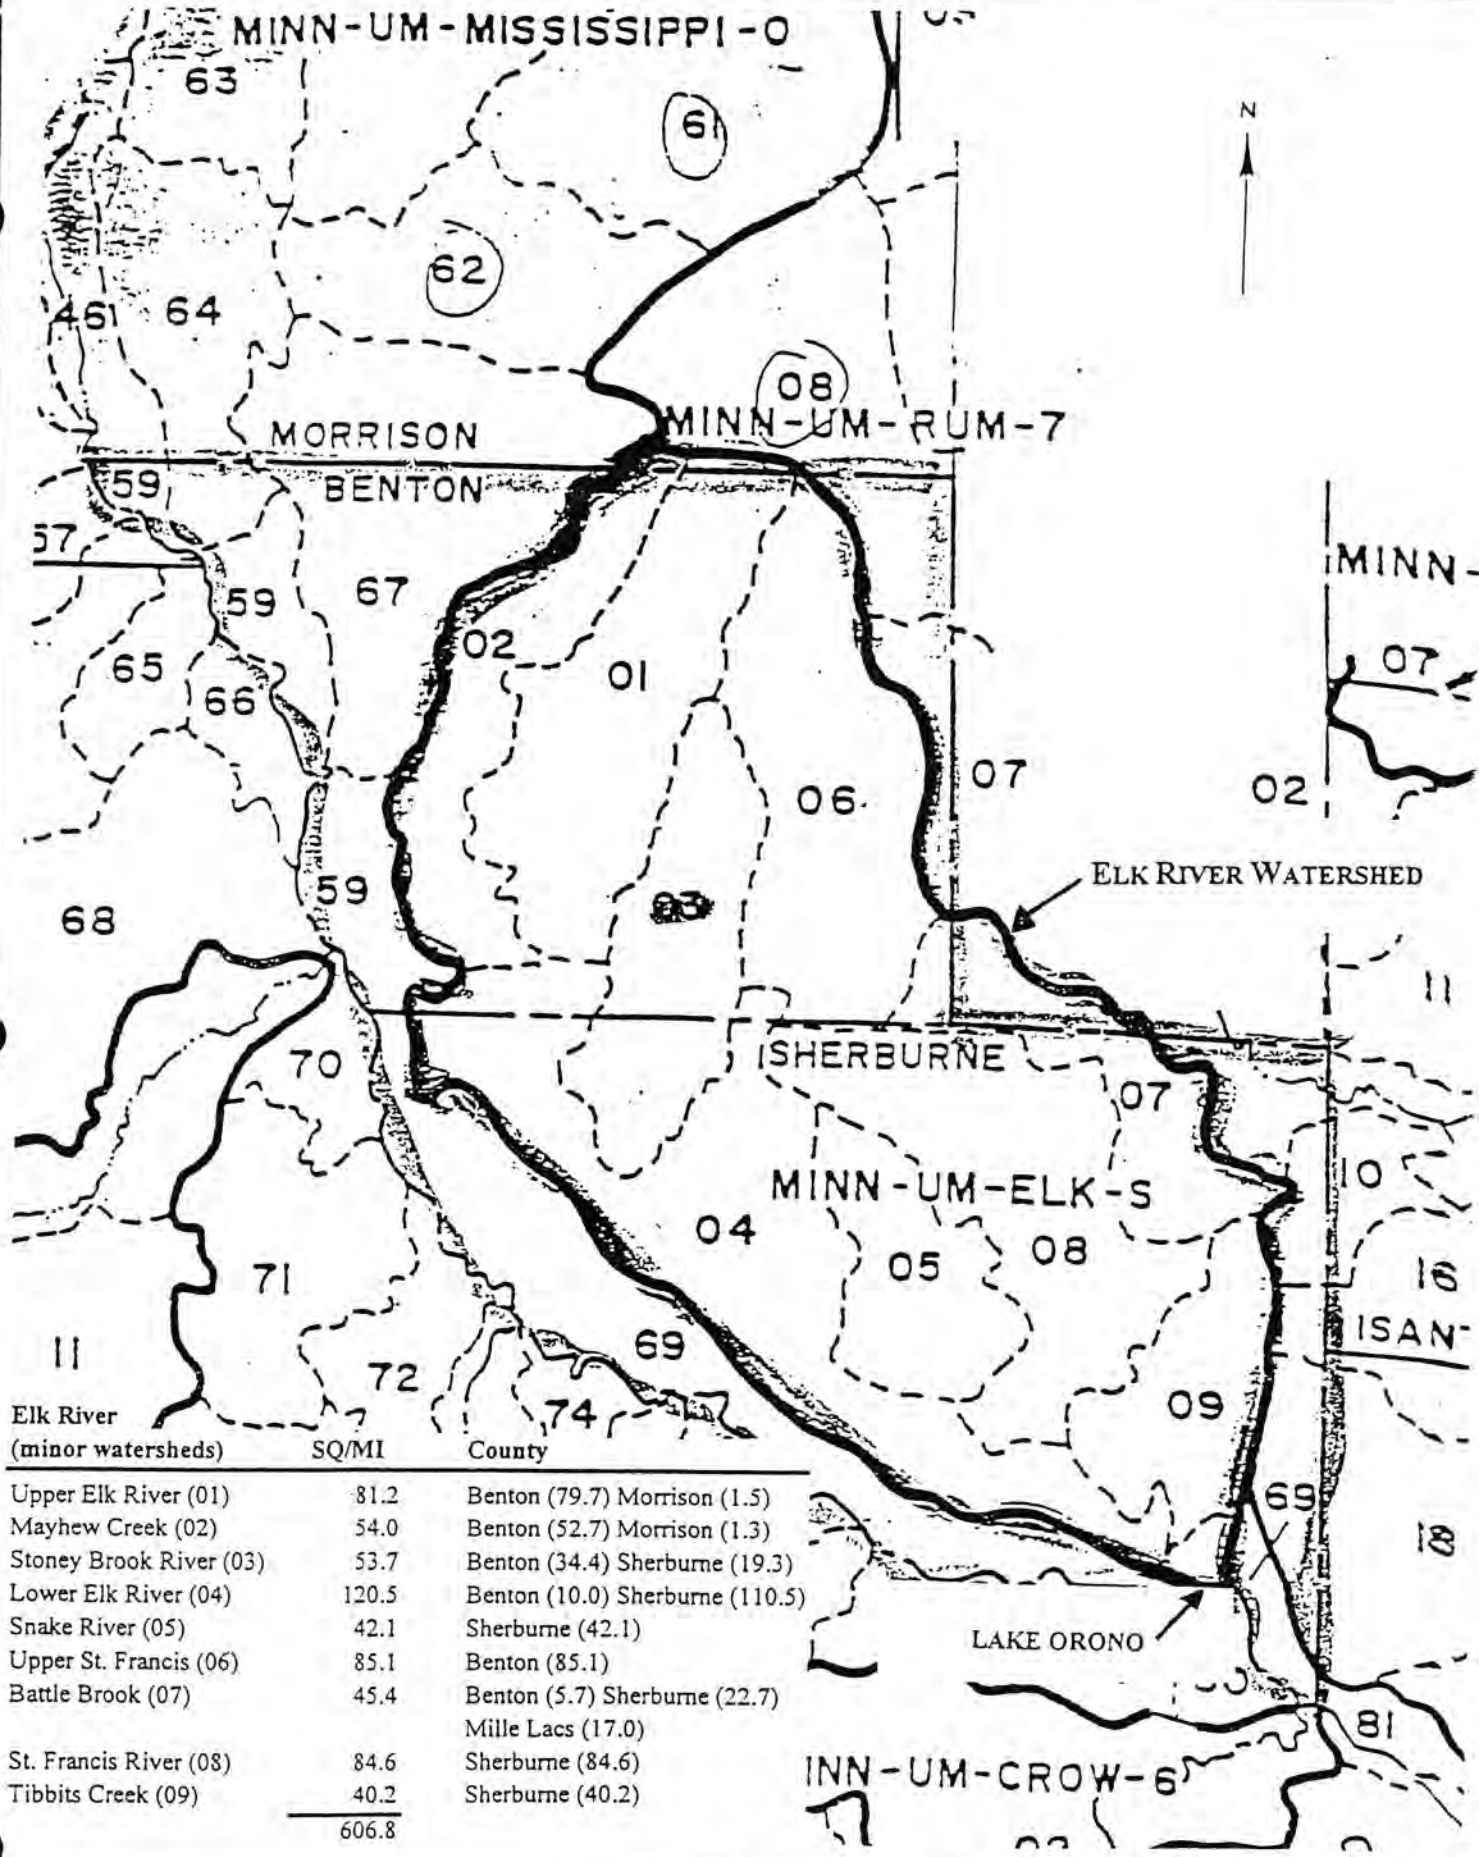 MINN-UM-MISSISSIPPI-O
63
61
N
62
46
64
08
MINN-UM-RUM-7
MORRISON
BENTON
59
57
MINN-
59
67
02
01
65
66
07
06
07
02
ELK RIVER WATERSHED
59
03
68
11
SHERBURNE
70
07
MINN-UM-ELK-S
10
04
05
08
71
ISAN-
11
69
72
09
74
Elk River
(minor watersheds) SQ/MI County
Upper Elk River (01) 81.2 Benton (79.7) Morrison (1.5)
69
Mayhew Creek (02) 54.0 Benton (52.7) Morrison (1.3)
Stoney Brook River (03) 53.7 Benton (34.4) Sherburne (19.3)
Lower Elk River (04) 120.5 Benton (10.0) Sherburne (110.5)
Snake River (05) 42.1 Sherburne (42.1)
LAKE ORONO
Upper St. Francis (06) 85.1 Benton (85.1)
Battle Brook (07) 45.4 Benton (5.7) Sherburne (22.7)
Mille Lacs (17.0)
81
St. Francis River (08) 84.6 Sherburne (84.6)
INN-UM-CROW-6
Tibbits Creek (09) 40.2 Sherburne (40.2)
606.8